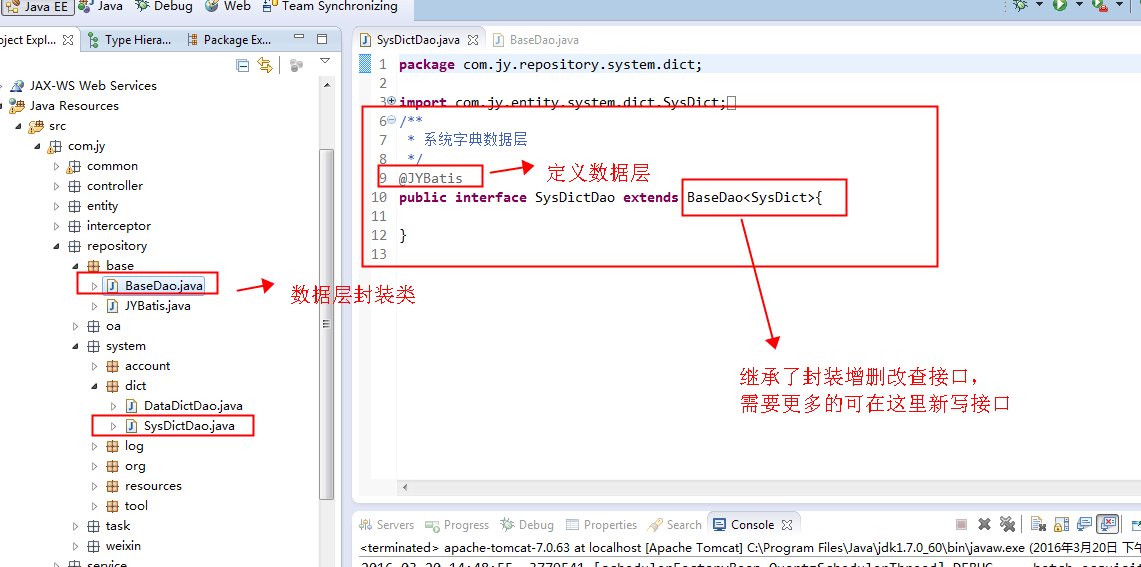 Java EE Java Debug Web Team Synchronizing
oject Expl... Type Hierar... Package Ex...
JAX-WS Web Services
Java Resources
src
com.jy
common
controller
entity
interceptor
repository
base
BaseDao.java
JYBatis.java
oa
system
account
dict
DataDictDao.java
SysDictDao.java
log
org
resources
tool
task
weixin
service
数据层封装类
SysDictDao.java BaseDao.java
1 package com.jy.repository.system.dict;
2
3 import com.jy.entity.system.dict.SysDict;
6 /**
7 * 系统字典数据层
8 */
9 @JYBatis
定义数据层
10 public interface SysDictDao extends BaseDao<SysDict>{
11
12 }
13
继承了封装增删改查接口，
需要更多的可在这里新写接口
Servers Progress Debug Properties Search Console
<terminated> apache-tomcat-7.0.63 at localhost [Apache Tomcat] C:\Program Files\Java\jdk1.7.0_60\bin\javaw.exe (2016年3月20日 下午